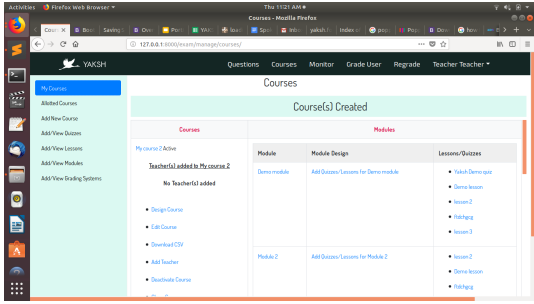 Activities Firefox Web Browser Thu 11:21 AM
Courses - Mozilla Firefox
127.0.0.1:8000/exam/manage/courses/
YAKSH Questions Courses Monitor Grade User Regrade Teacher Teacher
My Courses
Allotted Courses
Add New Course
Add/View Quizzes
Add/View Lessons
Add/View Modules
Add/View Grading Systems
Courses
Course(s) Created
Courses Modules
My course 2 Active
Teacher(s) added to My course 2
No Teacher(s) added
Design Course
Edit Course
Download CSV
Add Teacher
Deactivate Course
Module Module Design Lessons/Quizzes
Demo module Add Quizzes/Lessons for Demo module
Yaksh Demo quiz
Demo lesson
lesson 2
lesson 3
Module 2 Add Quizzes/Lessons for Module 2
lesson 2
Demo lesson